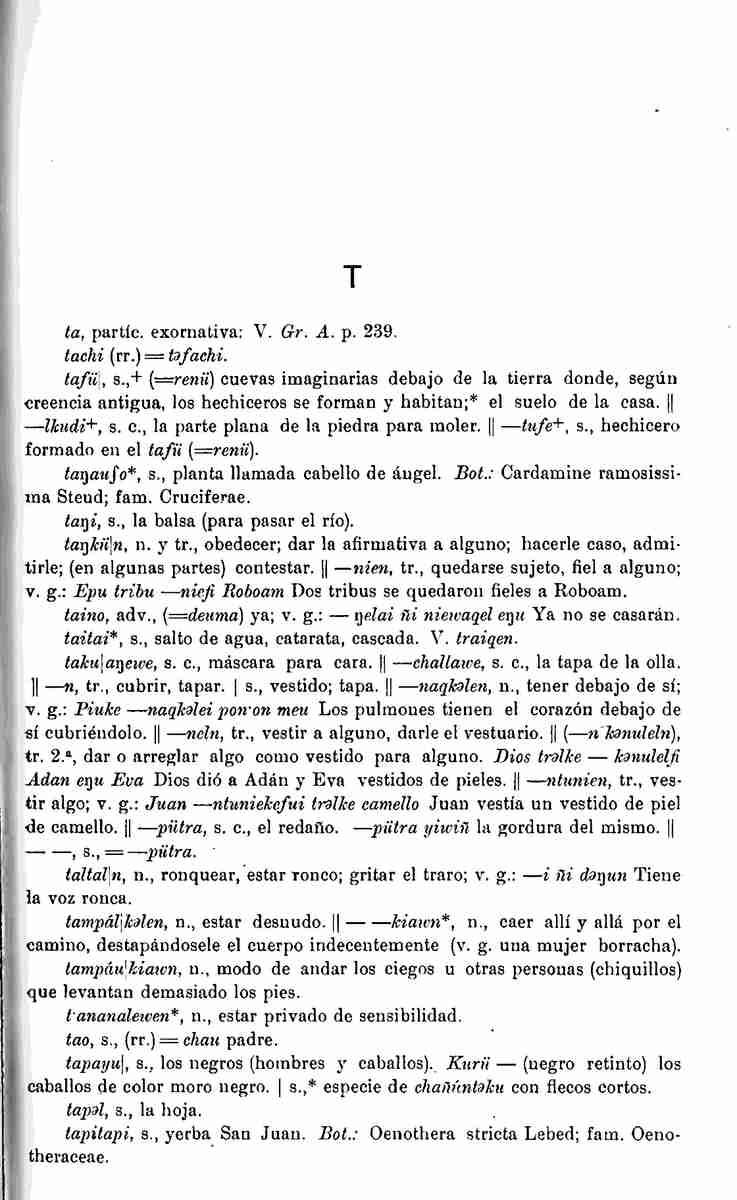 T
ta, partíc. exornativa: V. Gr. A. p. 239.
tachi (rr.) = təfachi.
tafü|, s.,+ (=renü) cuevas imaginarias debajo de la tierra donde, según
creencia antigua, los hechiceros se forman y habitan;* el suelo de la casa. ||
—lkudi+, s. c., la parte plana de la piedra para moler. || —tufe+, s., hechicero
formado en el tafü (=renü).
taŋauʃo*, s., planta llamada cabello de ángel. Bot.: Cardamine ramosissi-
ma Steud; fam. Cruciferae.
taŋi, s., la balsa (para pasar el río).
taŋkü|n, n. y tr., obedecer; dar la afirmativa a alguno; hacerle caso, admi-
tirle; (en algunas partes) contestar. || —nien, tr., quedarse sujeto, fiel a alguno;
v. g.: Epu tribu —niefi Roboam Dos tribus se quedaron fieles a Roboam.
taino, adv., (=deuma) ya; v. g.: — ŋelai ñi niewaqel eŋu Ya no se casarán.
taitai*, s., salto de agua, catarata, cascada. V. traiqen.
taku|aŋewe, s. c., máscara para cara. || —challawe, s. c., la tapa de la olla.
|| —n, tr., cubrir, tapar. | s., vestido; tapa. || —naqkəlen, n., tener debajo de sí;
v. g.: Piuke —naqkəlei pon·on meu Los pulmones tienen el corazón debajo de
sí cubriéndolo. || —neln, tr., vestir a alguno, darle el vestuario. || (—n kənuleln),
tr. 2.ª, dar o arreglar algo como vestido para alguno. Dios trəlke — kənulelfi
Adan eŋu Eva Dios dió a Adán y Eva vestidos de pieles. || —ntunien, tr., ves-
tir algo; v. g.: Juan —ntuniekefui trəlke camello Juan vestía un vestido de piel
de camello. || —pütra, s. c., el redaño. —pütra yiwiñ la gordura del mismo. ||
— —, s., = —pütra.
taltal|n, n., ronquear, estar ronco; gritar el traro; v. g.: —i ñi dəŋun Tiene
la voz ronca.
tampál|kəlen, n., estar desnudo. || — —kiawn*, n., caer allí y allá por el
camino, destapándosele el cuerpo indecentemente (v. g. una mujer borracha).
tampáu|kiawn, n., modo de andar los ciegos u otras personas (chiquillos)
que levantan demasiado los pies.
t·ananalewen*, n., estar privado de sensibilidad.
tao, s., (rr.) = chau padre.
tapayu|, s., los negros (hombres y caballos). Kurü — (negro retinto) los
caballos de color moro negro. | s.,* especie de chañúntəku con flecos cortos.
tapəl, s., la hoja.
tapitapi, s., yerba San Juan. Bot.: Oenothera stricta Lebed; fam. Oeno-
theraceae.